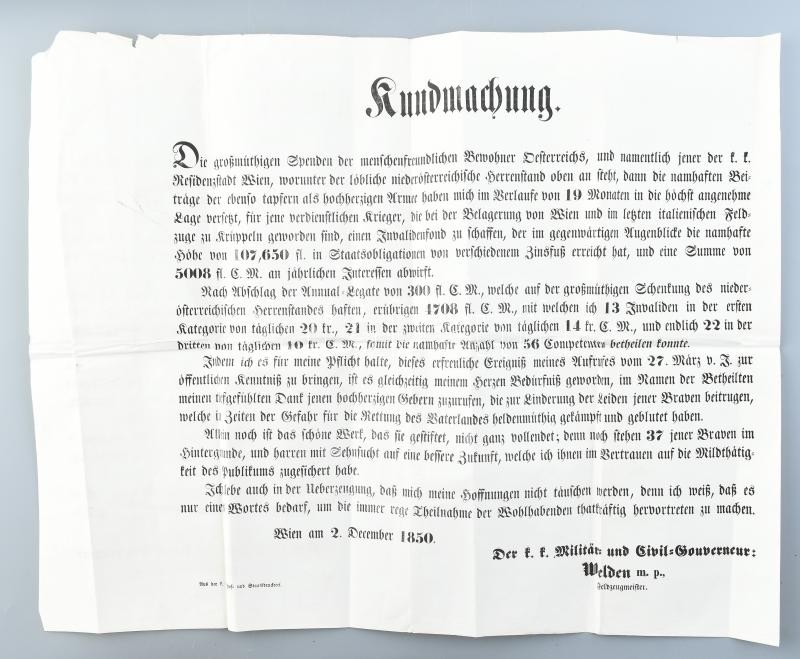 Kundmachung.
Die großmüthigen Spenden der menschenfreundlichen Bewohner Oesterreichs, und namentlich jener der k. k.
Residenzstadt Wien, worunter der löbliche niederösterreichische Herrenstand oben an steht, dann die namhaften Bei-
träge der ebenso tapfern als hochherzigen Armee haben mich im Verlaufe von 19 Monaten in die höchst angenehme
Lage versetzt, für jene verdienstlichen Krieger, die bei der Belagerung von Wien und im letzten italienischen Feld-
zuge zu Krüppeln geworden sind, einen Invalidenfond zu schaffen, der im gegenwärtigen Augenblicke die namhafte
Höhe von 107,650 fl. in Staatsobligationen von verschiedenem Zinsfuß erreicht hat, und eine Summe von
5008 fl. C. M. an jährlichen Interessen abwirft.
Nach Abschlag der Annual-Legate von 300 fl. C. M., welche auf der großmüthigen Schenkung des nieder-
österreichischen Herrenstandes haften, erübrigen 4708 fl. C. M., mit welchen ich 13 Invaliden in der ersten
Kategorie von täglichen 20 kr., 21 in der zweiten Kategorie von täglichen 14 kr. C. M., und endlich 22 in der
dritten von täglichen 10 kr. C. M., somit die namhafte Anzahl von 56 Competenten betheilen konnte.
Indem ich es für meine Pflicht halte, dieses erfreuliche Ereigniß meines Aufrufes vom 27. März v. J. zur
öffentlichen Kenntniß zu bringen, ist es gleichzeitig meinem Herzen Bedürfniß geworden, im Namen der Betheilten
meinen tiefgefühlten Dank jenen hochherzigen Gebern zuzurufen, die zur Linderung der Leiden jener Braven beitrugen,
welche in Zeiten der Gefahr für die Rettung des Vaterlandes heldenmüthig gekämpft und geblutet haben.
Allein noch ist das schöne Werk, das sie gestiftet, nicht ganz vollendet; denn noch stehen 37 jener Braven im
Hintergrunde, und harren mit Sehnsucht auf eine bessere Zukunft, welche ich ihnen im Vertrauen auf die Mildthätig-
keit des Publikums zugesichert habe.
Ich lebe auch in der Ueberzeugung, daß mich meine Hoffnungen nicht täuschen werden, denn ich weiß, daß es
nur eines Wortes bedarf, um die immer rege Theilnahme der Wohlhabenden thatkräftig hervortreten zu machen.
Wien am 2. December 1850.
Der k. k. Militär- und Civil-Gouverneur:
Welden m. p.,
Feldzeugmeister.
Aus der k. k. Hof- und Staatsdruckerei.